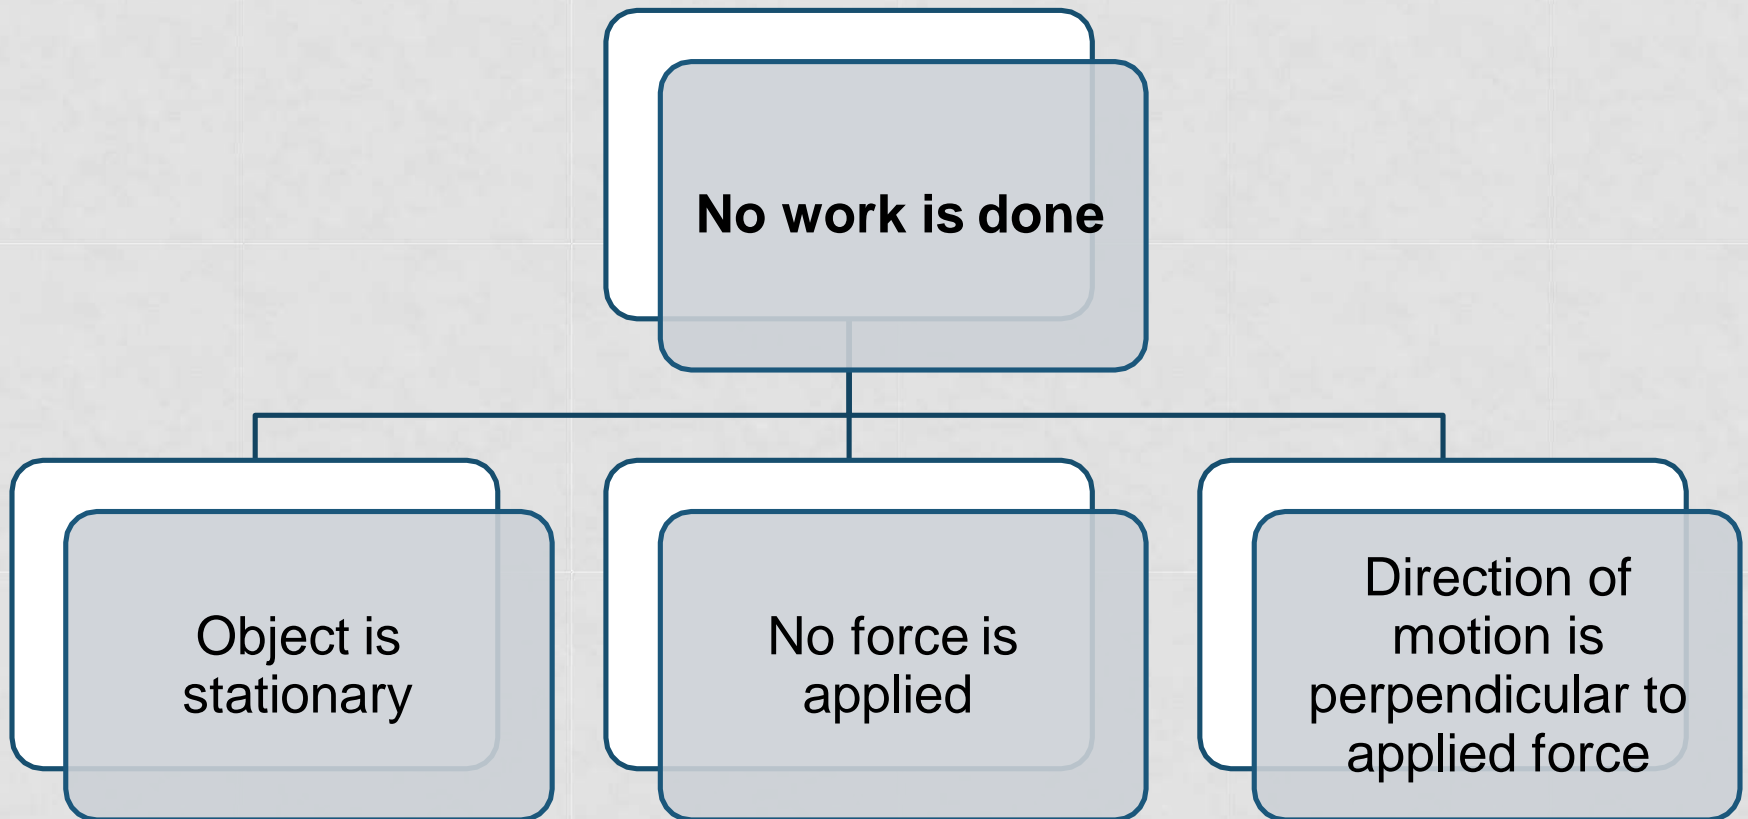 No work is done
Object is
stationary
No force is
applied
Direction of
motion is
perpendicular to
applied force